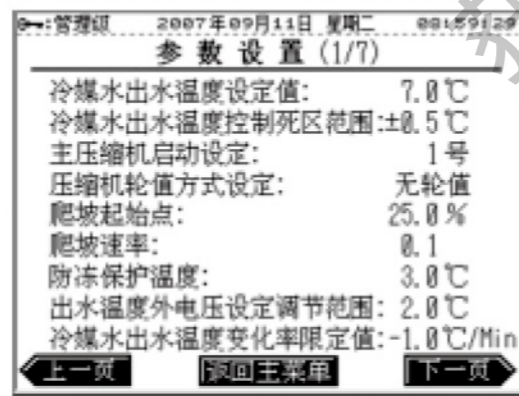 :管理级 2007年09月11日 星期二 08:59:29
参数设置(1/7)
冷媒水出水温度设定值: 7.0℃
冷媒水出水温度控制死区范围:±0.5℃
主压缩机启动设定: 1号
压缩机轮值方式设定: 无轮值
爬坡起始点: 25.0%
爬坡速率: 0.1
防冻保护温度: 3.0℃
出水温度外电压设定调节范围: 2.0℃
冷媒水出水温度变化率限定值:-1.0℃/Min
上一页 返回主菜单 下一页